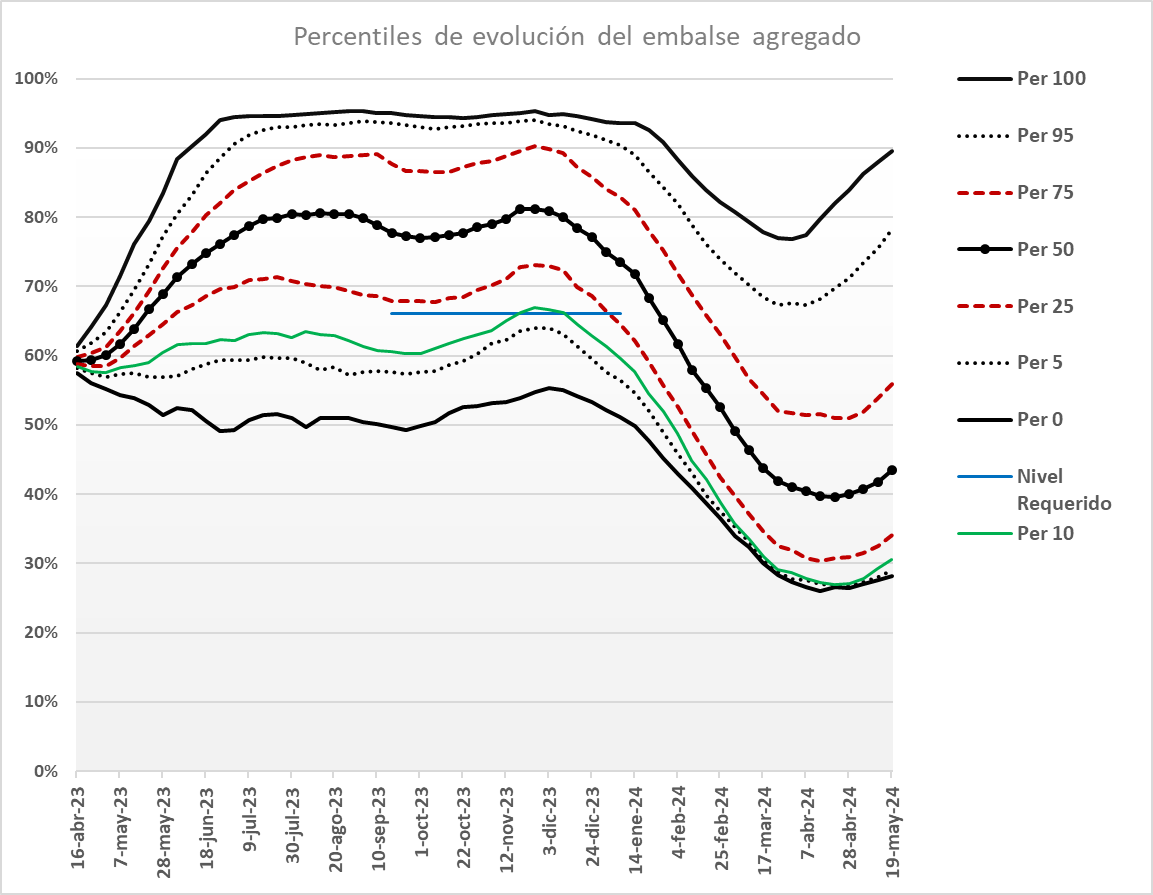 Percentiles de evolución del embalse agregado
100%
90%
80%
70%
60%
50%
40%
30%
20%
10%
0%
16-abr-23
7-may-23
28-may-23
18-jun-23
9-jul-23
30-jul-23
20-ago-23
10-sep-23
1-oct-23
22-oct-23
12-nov-23
3-dic-23
24-dic-23
14-ene-24
4-feb-24
25-feb-24
17-mar-24
7-abr-24
28-abr-24
19-may-24
Per 100
Per 95
Per 75
Per 50
Per 25
Per 5
Per 0
Nivel
Requerido
Per 10